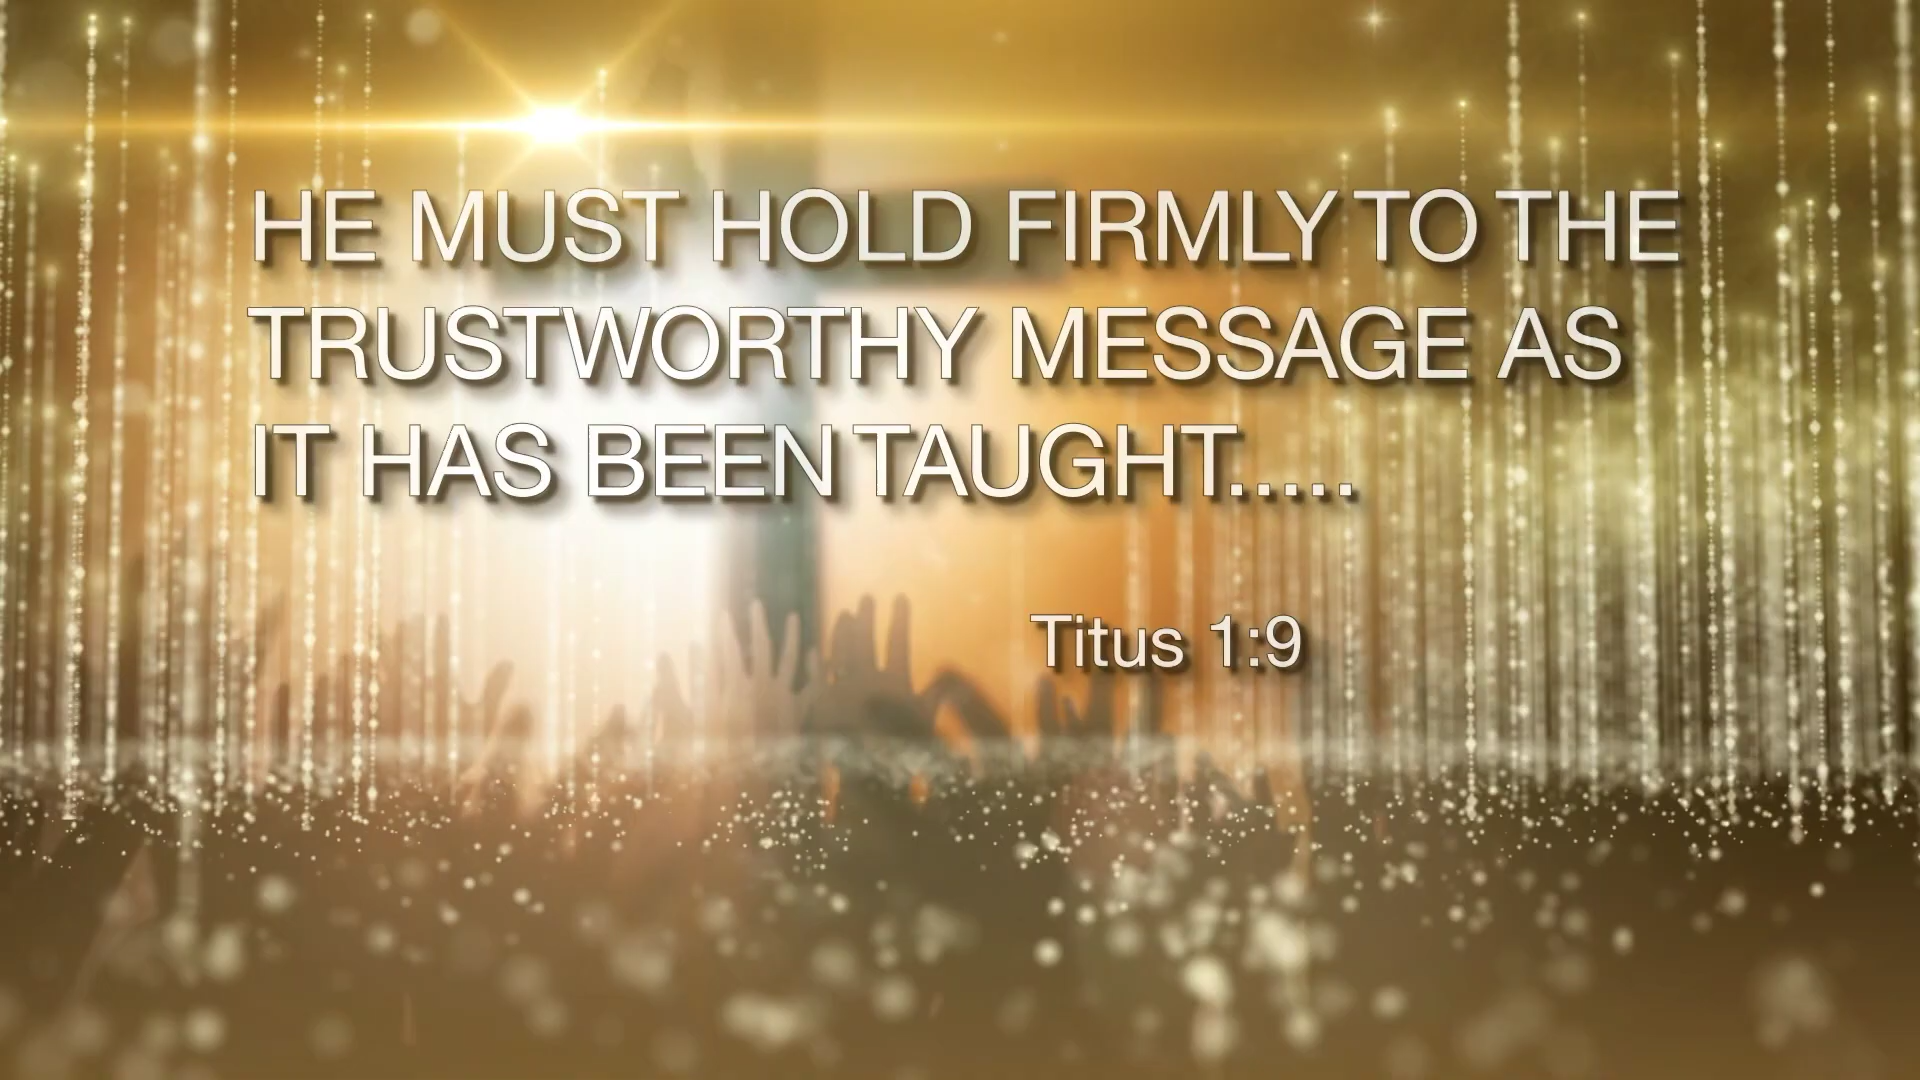 HE MUST HOLD FIRMLY TO THE
TRUSTWORTHY MESSAGE AS
IT HAS BEEN TAUGHT.....
Titus 1:9